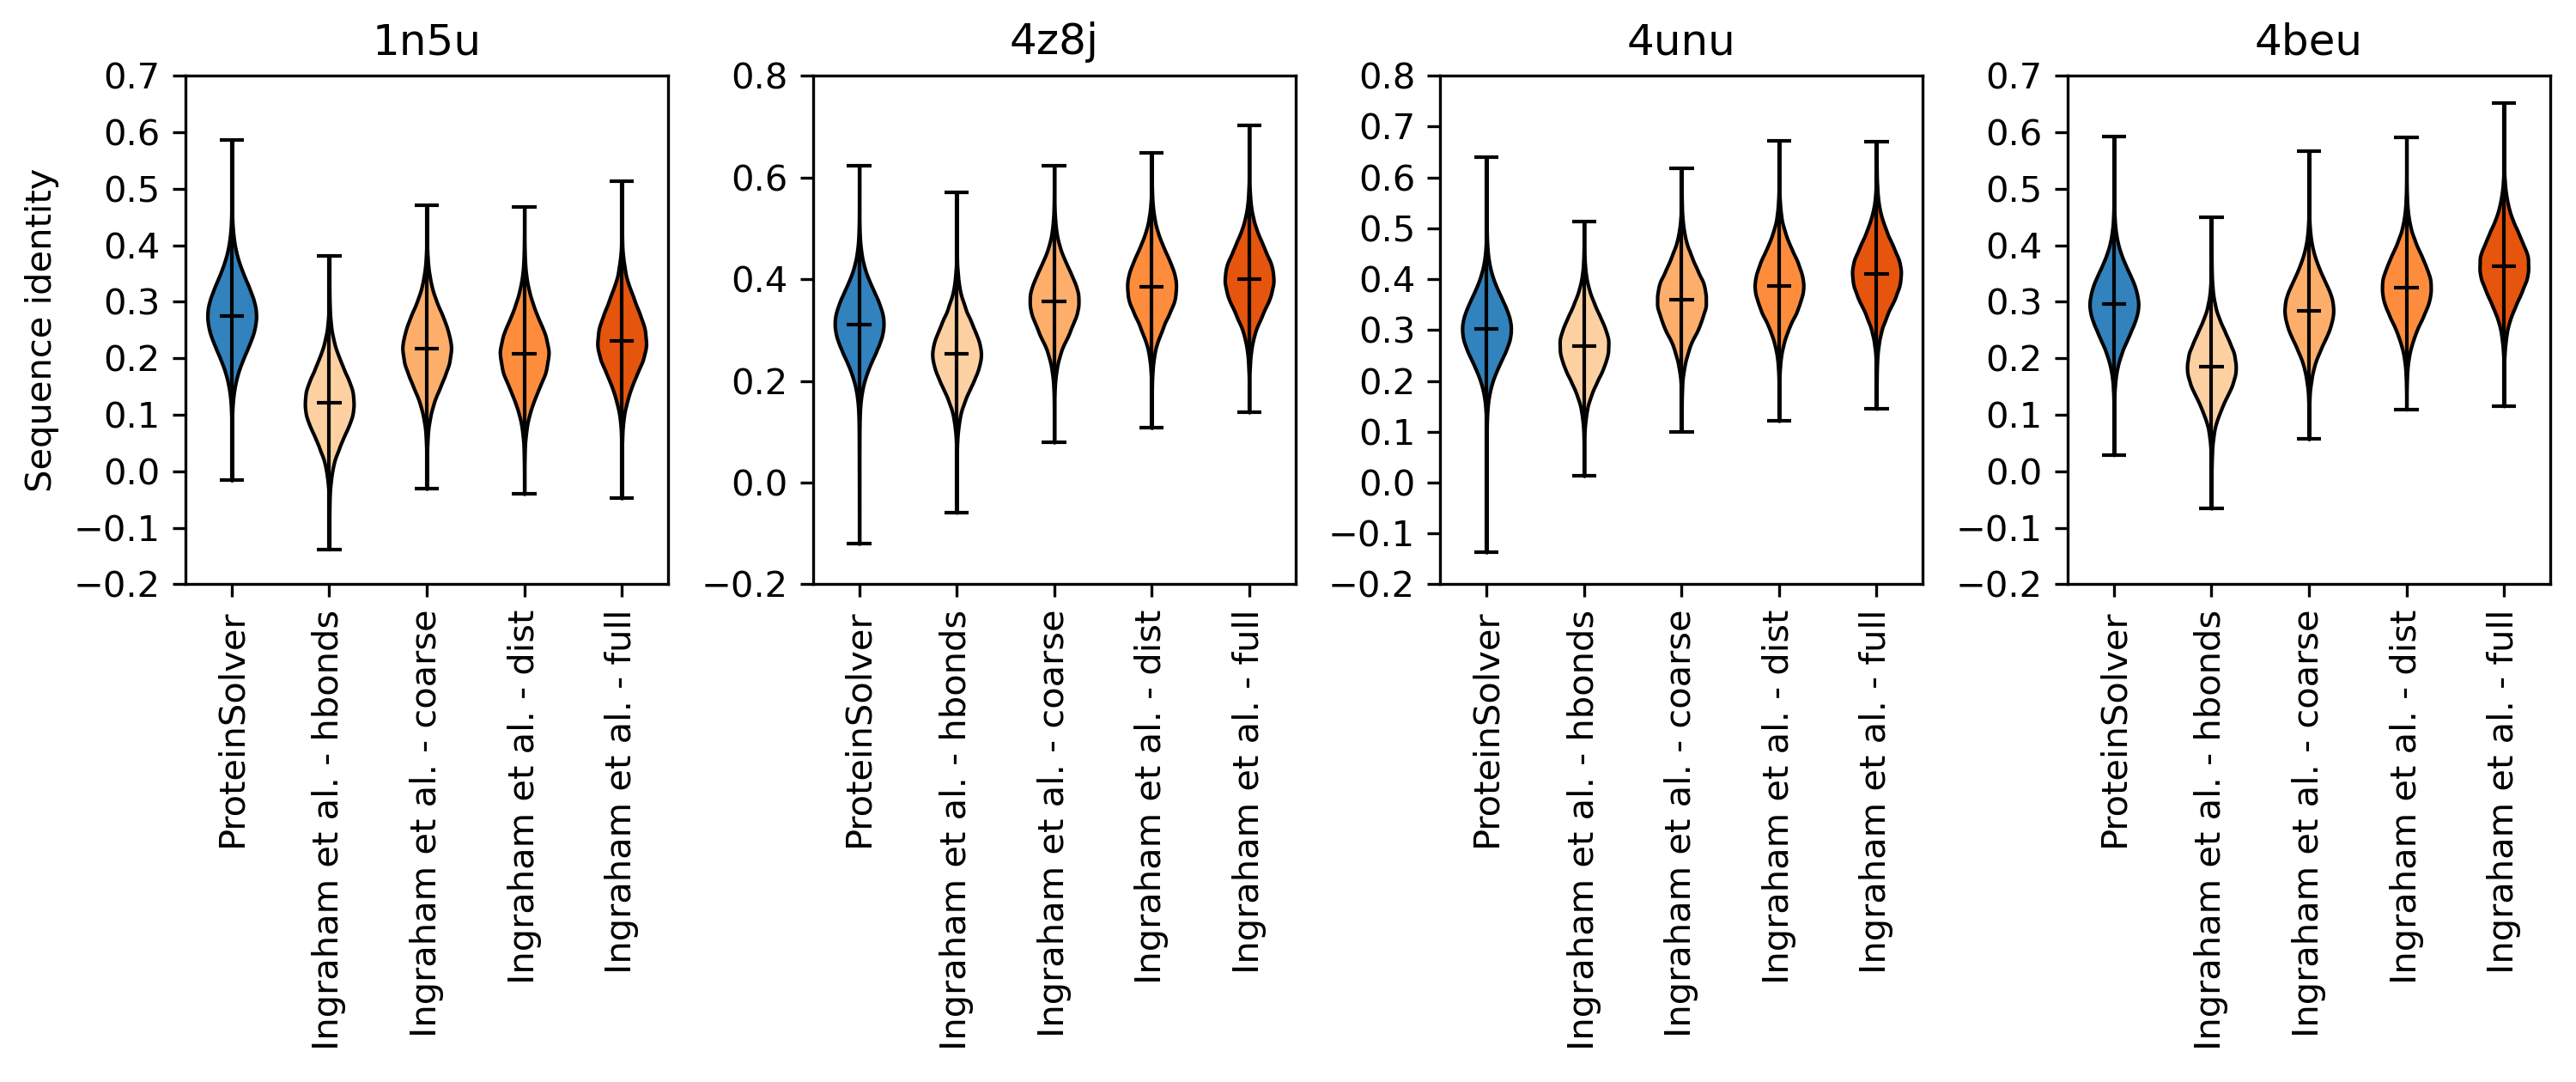 1n5u
4z8j
4unu
4beu
Sequence identity
0.7
0.6
0.5
0.4
0.3
0.2
0.1
0.0
−0.1
−0.2
ProteinSolver
Ingraham et al. - hbonds
Ingraham et al. - coarse
Ingraham et al. - dist
Ingraham et al. - full
0.8
0.6
0.4
0.2
0.0
−0.2
ProteinSolver
Ingraham et al. - hbonds
Ingraham et al. - coarse
Ingraham et al. - dist
Ingraham et al. - full
0.8
0.7
0.6
0.5
0.4
0.3
0.2
0.1
0.0
−0.1
−0.2
ProteinSolver
Ingraham et al. - hbonds
Ingraham et al. - coarse
Ingraham et al. - dist
Ingraham et al. - full
0.7
0.6
0.5
0.4
0.3
0.2
0.1
0.0
−0.1
−0.2
ProteinSolver
Ingraham et al. - hbonds
Ingraham et al. - coarse
Ingraham et al. - dist
Ingraham et al. - full